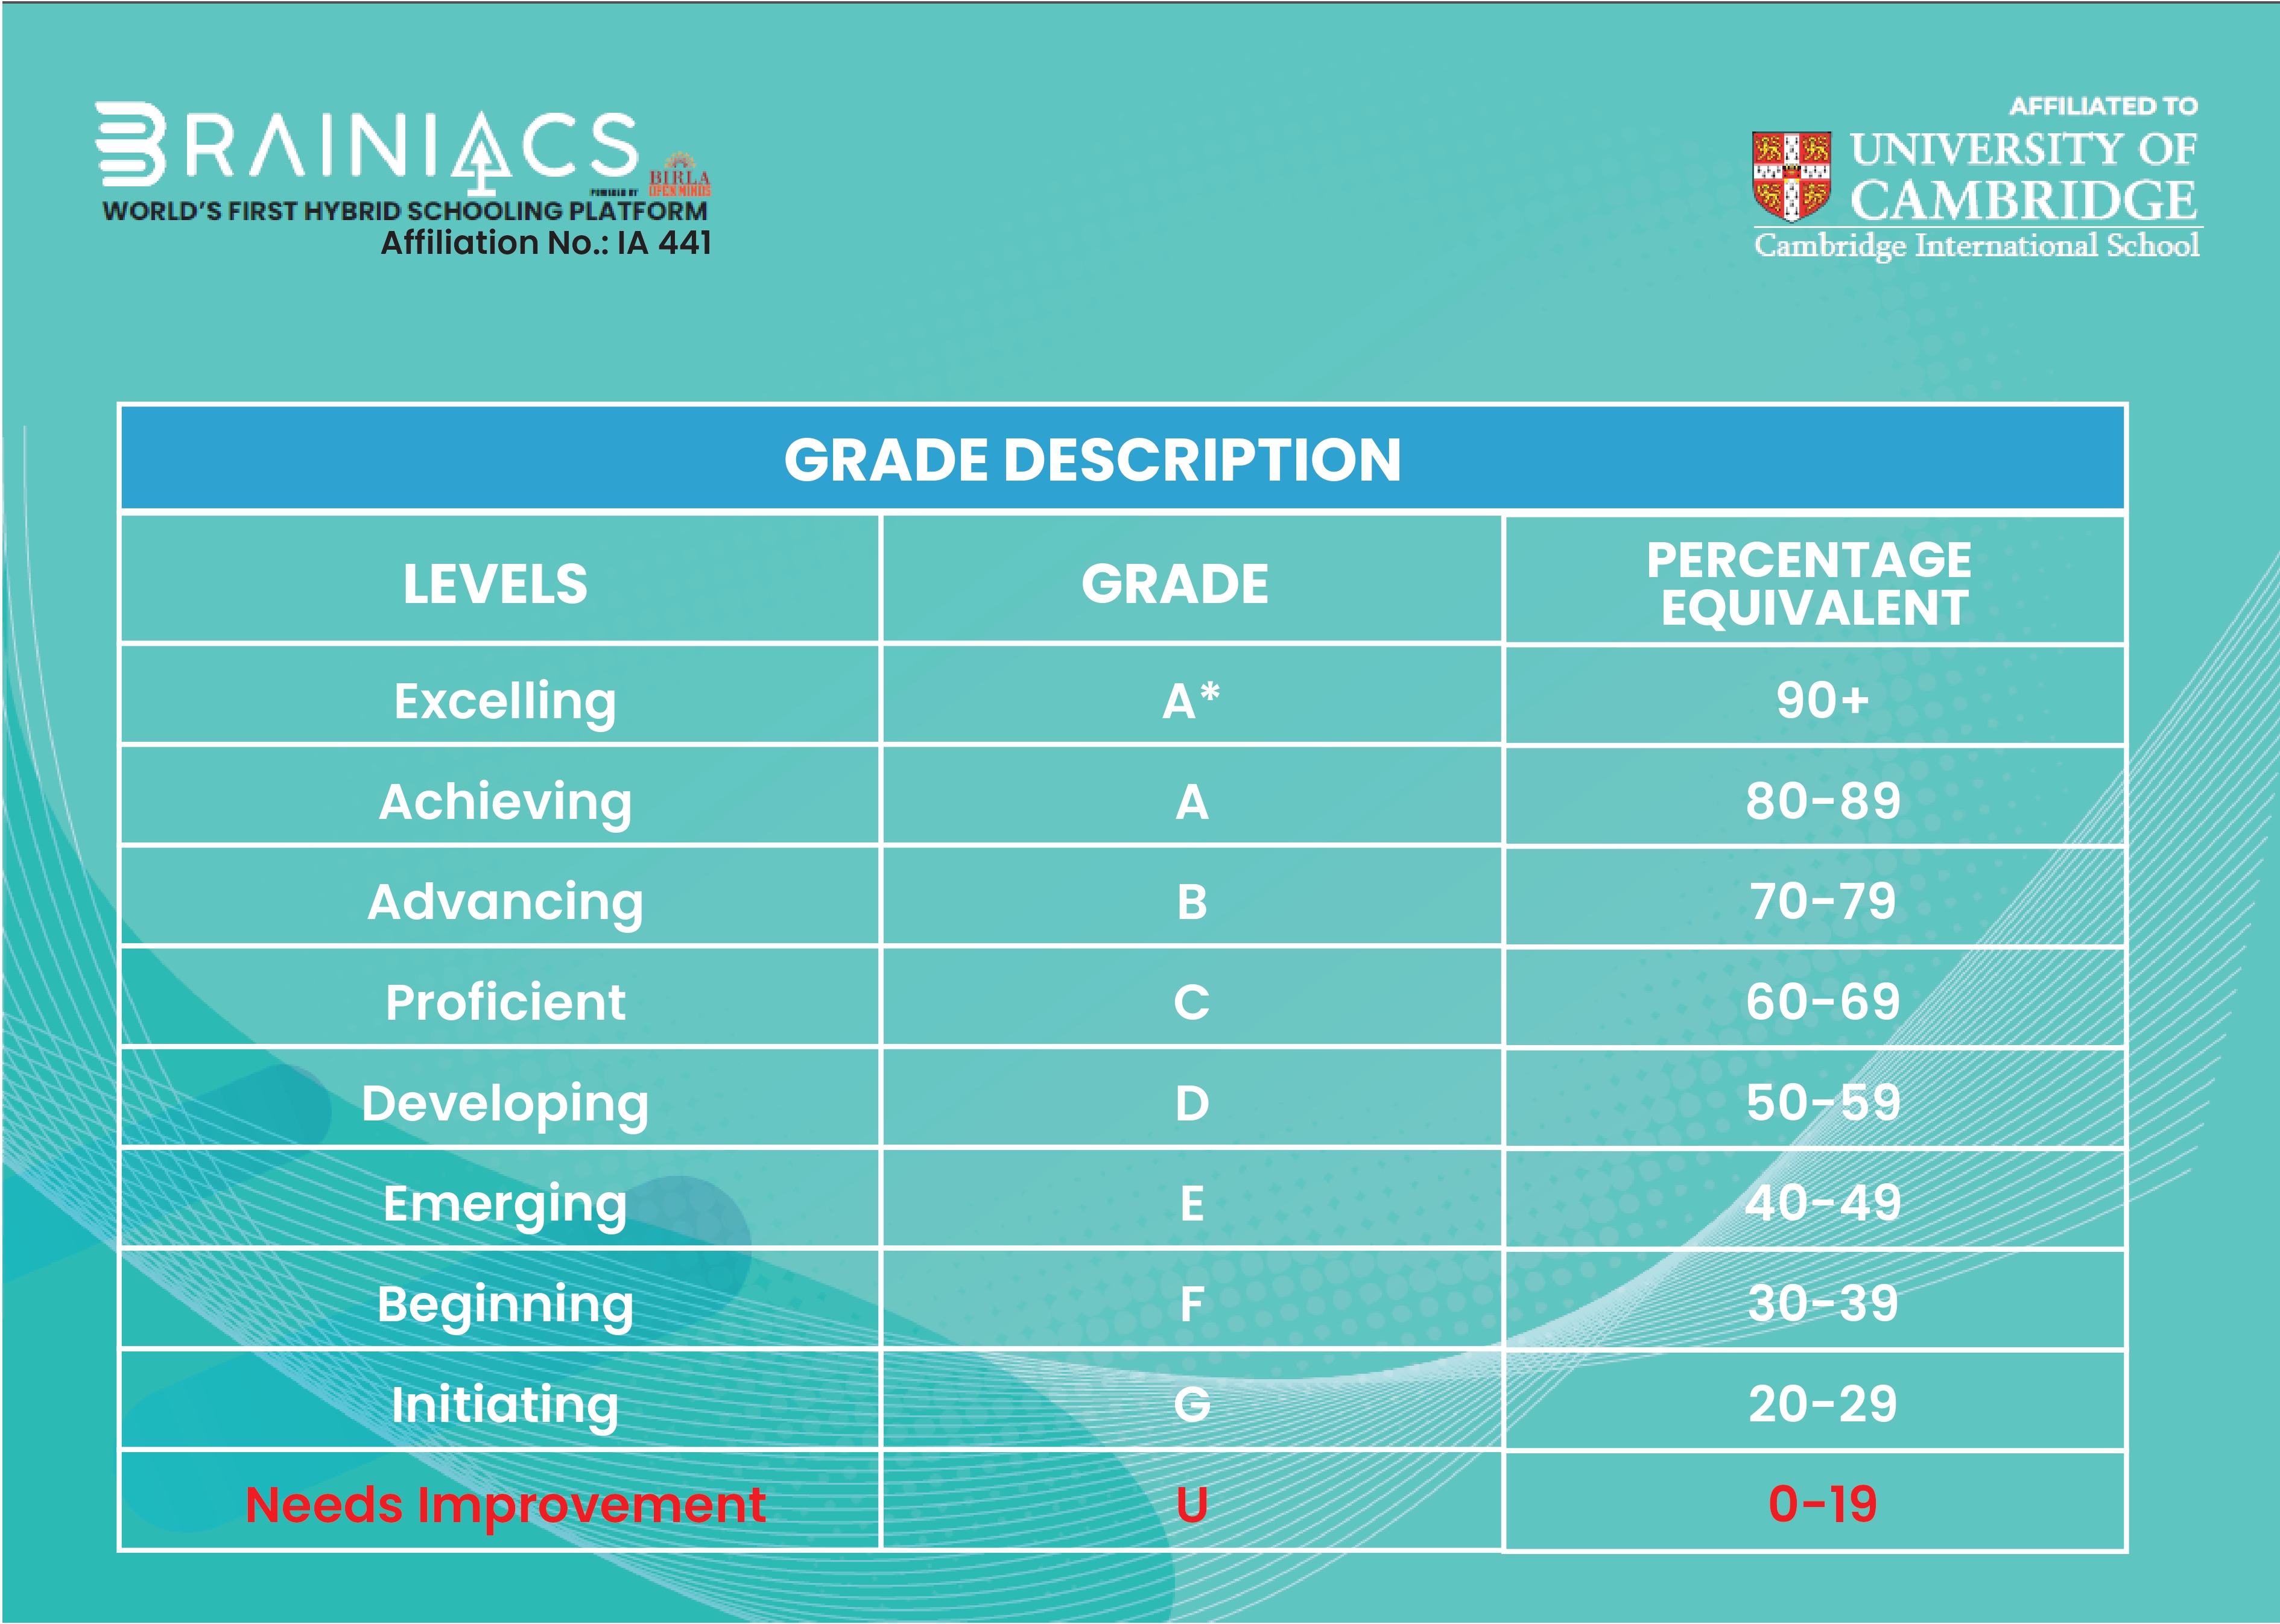 BRAINIACS
POWERED BY
BIRLA
OPEN MINDS
WORLD'S FIRST HYBRID SCHOOLING PLATFORM
Affiliation No.: IA 441
AFFILIATED TO
UNIVERSITY OF
CAMBRIDGE
Cambridge International School
GRADE DESCRIPTION
LEVELS GRADE PERCENTAGE
EQUIVALENT
Excelling A* 90+
Achieving A 80-89
Advancing B 70-79
Proficient C 60-69
Developing D 50-59
Emerging E 40-49
Beginning F 30-39
Initiating G 20-29
Needs Improvement U 0-19